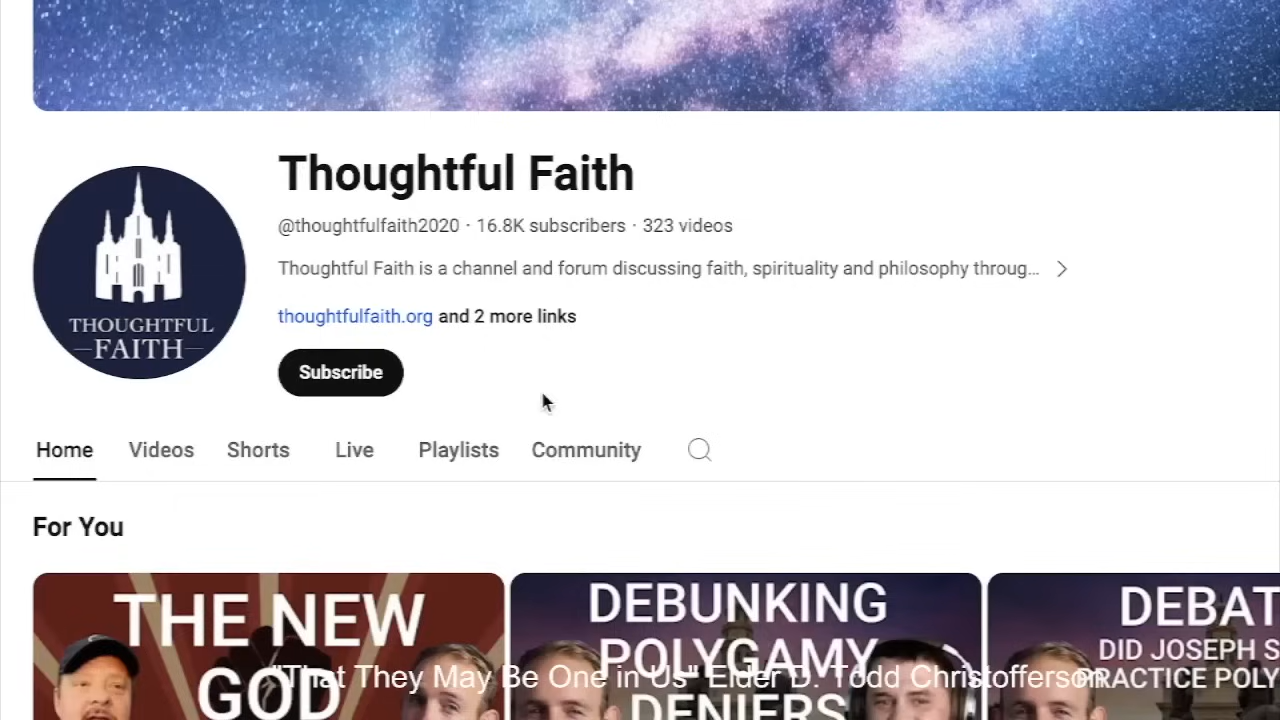 Thoughtful Faith
@thoughtfulfaith2020 · 16.8K subscribers · 323 videos
Thoughtful Faith is a channel and forum discussing faith, spirituality and philosophy throug...
THOUGHTFUL
FAITH
thoughtfulfaith.org and 2 more links
Subscribe
Home Videos Shorts Live Playlists Community
For You
THE NEW
GOD
DEBUNKING
POLYGAMY
DENIERS
DEBAT
DID JOSEPH S
PRACTICE POLY
"That They May Be One in Us" Elder D. Todd Christofferson